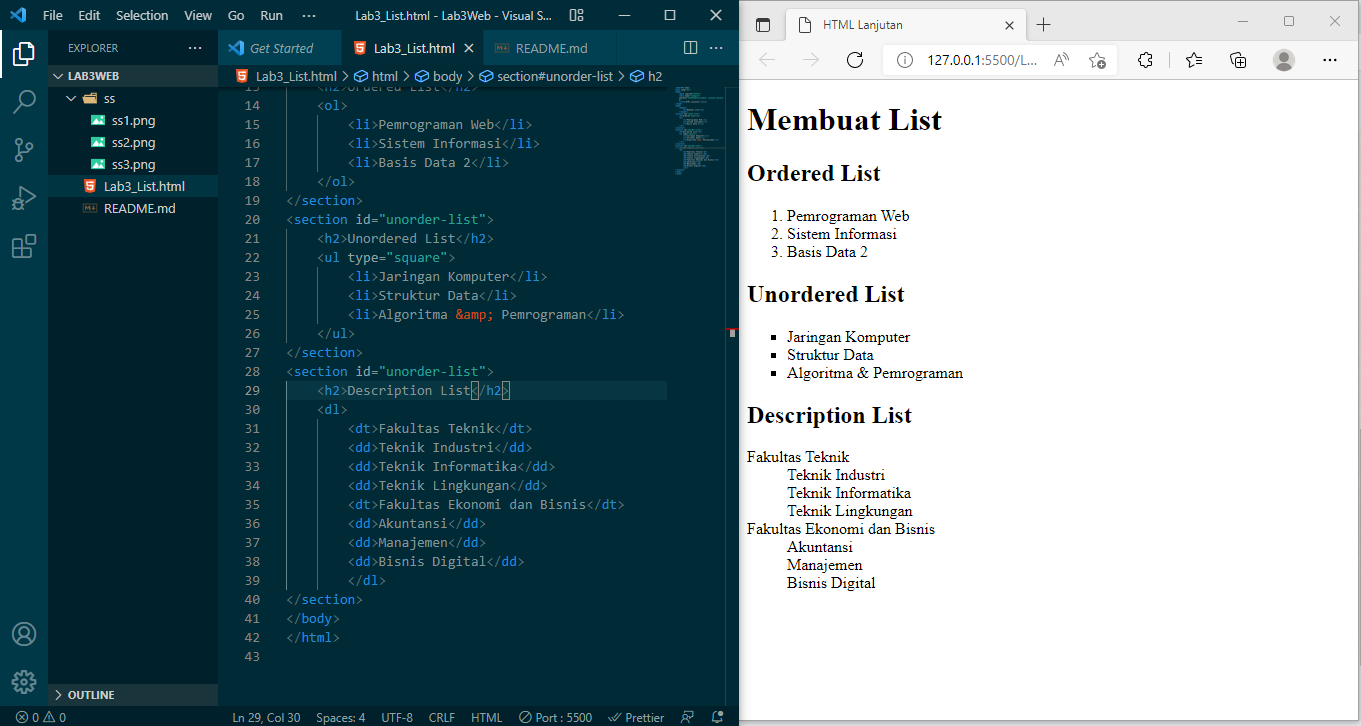 File Edit Selection View Go Run ··· Lab3_List.html - Lab3Web - Visual S...
EXPLORER ···
LAB3WEB
ss
ss1.png
ss2.png
ss3.png
Lab3_List.html
README.md
OUTLINE
Get Started Lab3_List.html README.md ···
Lab3_List.html > html > body > section#unorder-list > h2
13 <h2>Ordered List</h2>
14 <ol>
15 <li>Pemrograman Web</li>
16 <li>Sistem Informasi</li>
17 <li>Basis Data 2</li>
18 </ol>
19 </section>
20 <section id="unorder-list">
21 <h2>Unordered List</h2>
22 <ul type="square">
23 <li>Jaringan Komputer</li>
24 <li>Struktur Data</li>
25 <li>Algoritma &amp; Pemrograman</li>
26 </ul>
27 </section>
28 <section id="unorder-list">
29 <h2>Description List</h2>
30 <dl>
31 <dt>Fakultas Teknik</dt>
32 <dd>Teknik Industri</dd>
33 <dd>Teknik Informatika</dd>
34 <dd>Teknik Lingkungan</dd>
35 <dt>Fakultas Ekonomi dan Bisnis</dt>
36 <dd>Akuntansi</dd>
37 <dd>Manajemen</dd>
38 <dd>Bisnis Digital</dd>
39 </dl>
40 </section>
41 </body>
42 </html>
43
0 0 Ln 29, Col 30 Spaces: 4 UTF-8 CRLF HTML Port : 5500 Prettier
HTML Lanjutan
127.0.0.1:5500/L...
Membuat List
Ordered List
1. Pemrograman Web
2. Sistem Informasi
3. Basis Data 2
Unordered List
Jaringan Komputer
Struktur Data
Algoritma & Pemrograman
Description List
Fakultas Teknik
Teknik Industri
Teknik Informatika
Teknik Lingkungan
Fakultas Ekonomi dan Bisnis
Akuntansi
Manajemen
Bisnis Digital